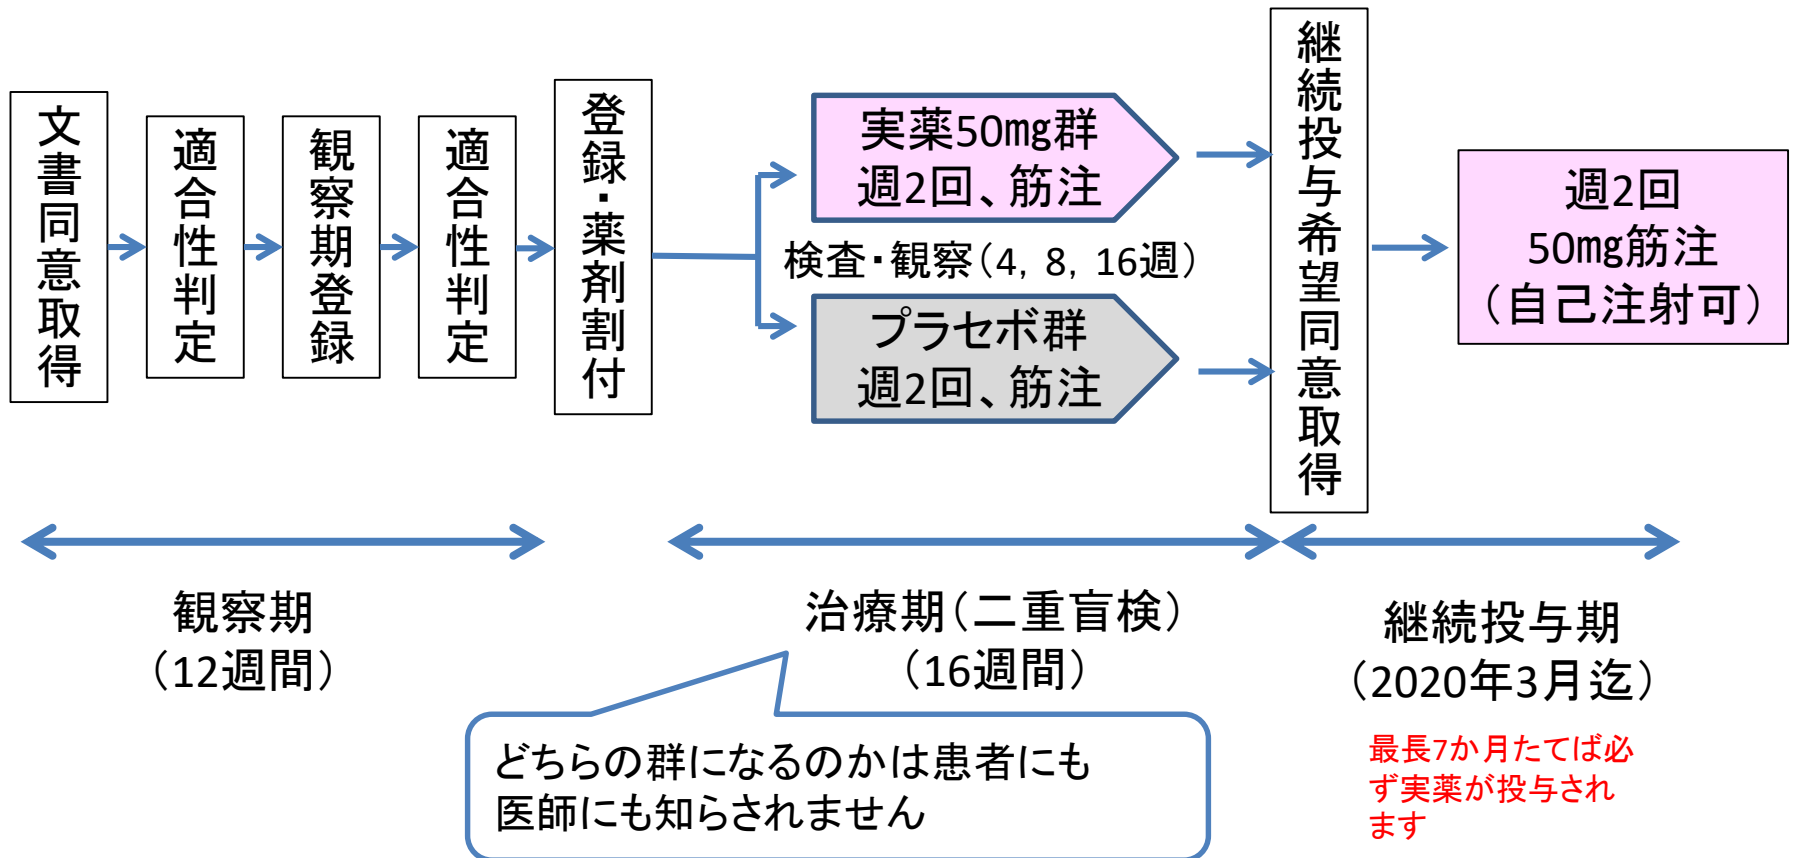 文書同意取得
適合性判定
観察期登録
適合性判定
登録・薬剤割付
実薬50㎎群
週2回、筋注
検査・観察（4，8，16週）
プラセボ群
週2回、筋注
継続投与希望同意取得
週2回
50㎎筋注
（自己注射可）
観察期
（12週間）
治療期（二重盲検）
（16週間）
継続投与期
（2020年3月迄）
どちらの群になるのかは患者にも
医師にも知らされません
最長7か月たてば必
ず実薬が投与され
ます